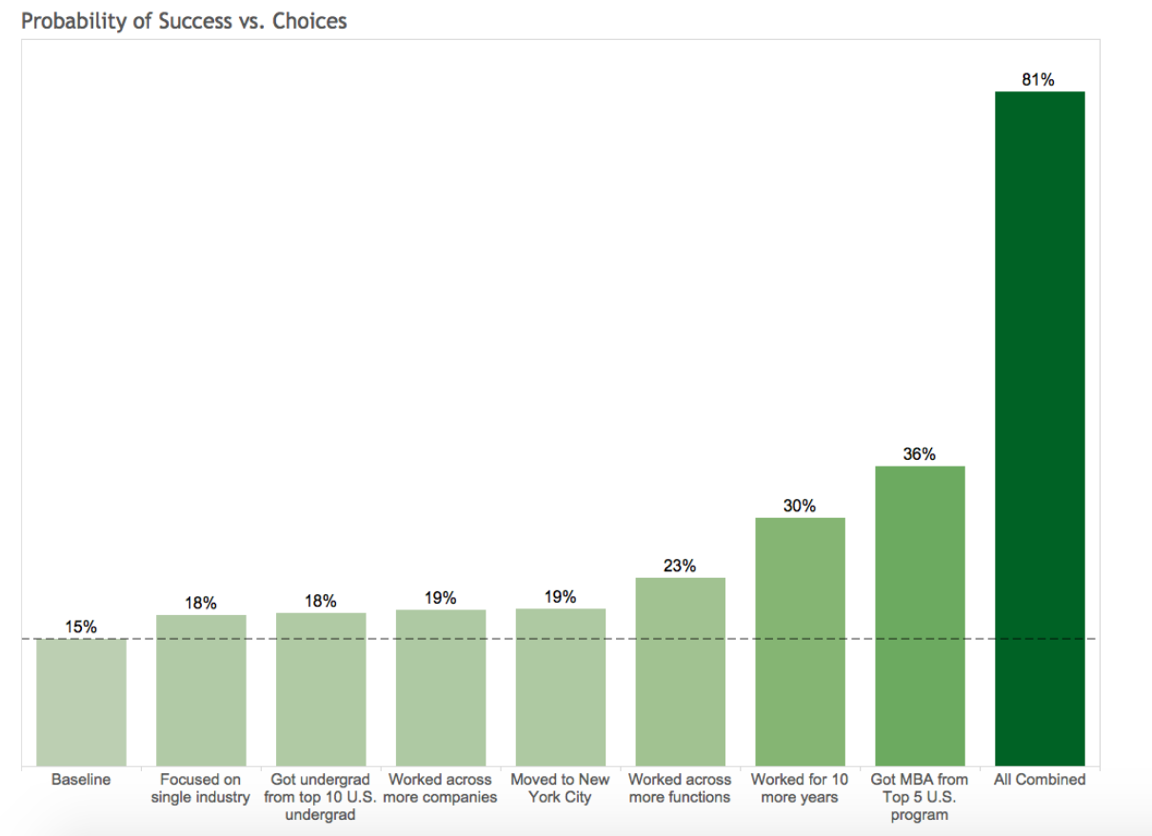 Probability of Success vs. Choices
81%
36%
30%
23%
19%
19%
18%
18%
15%
Baseline
Focused on
single industry
Got undergrad
from top 10 U.S.
undergrad
Worked across
more companies
Moved to New
York City
Worked across
more functions
Worked for 10
more years
Got MBA from
Top 5 U.S.
program
All Combined